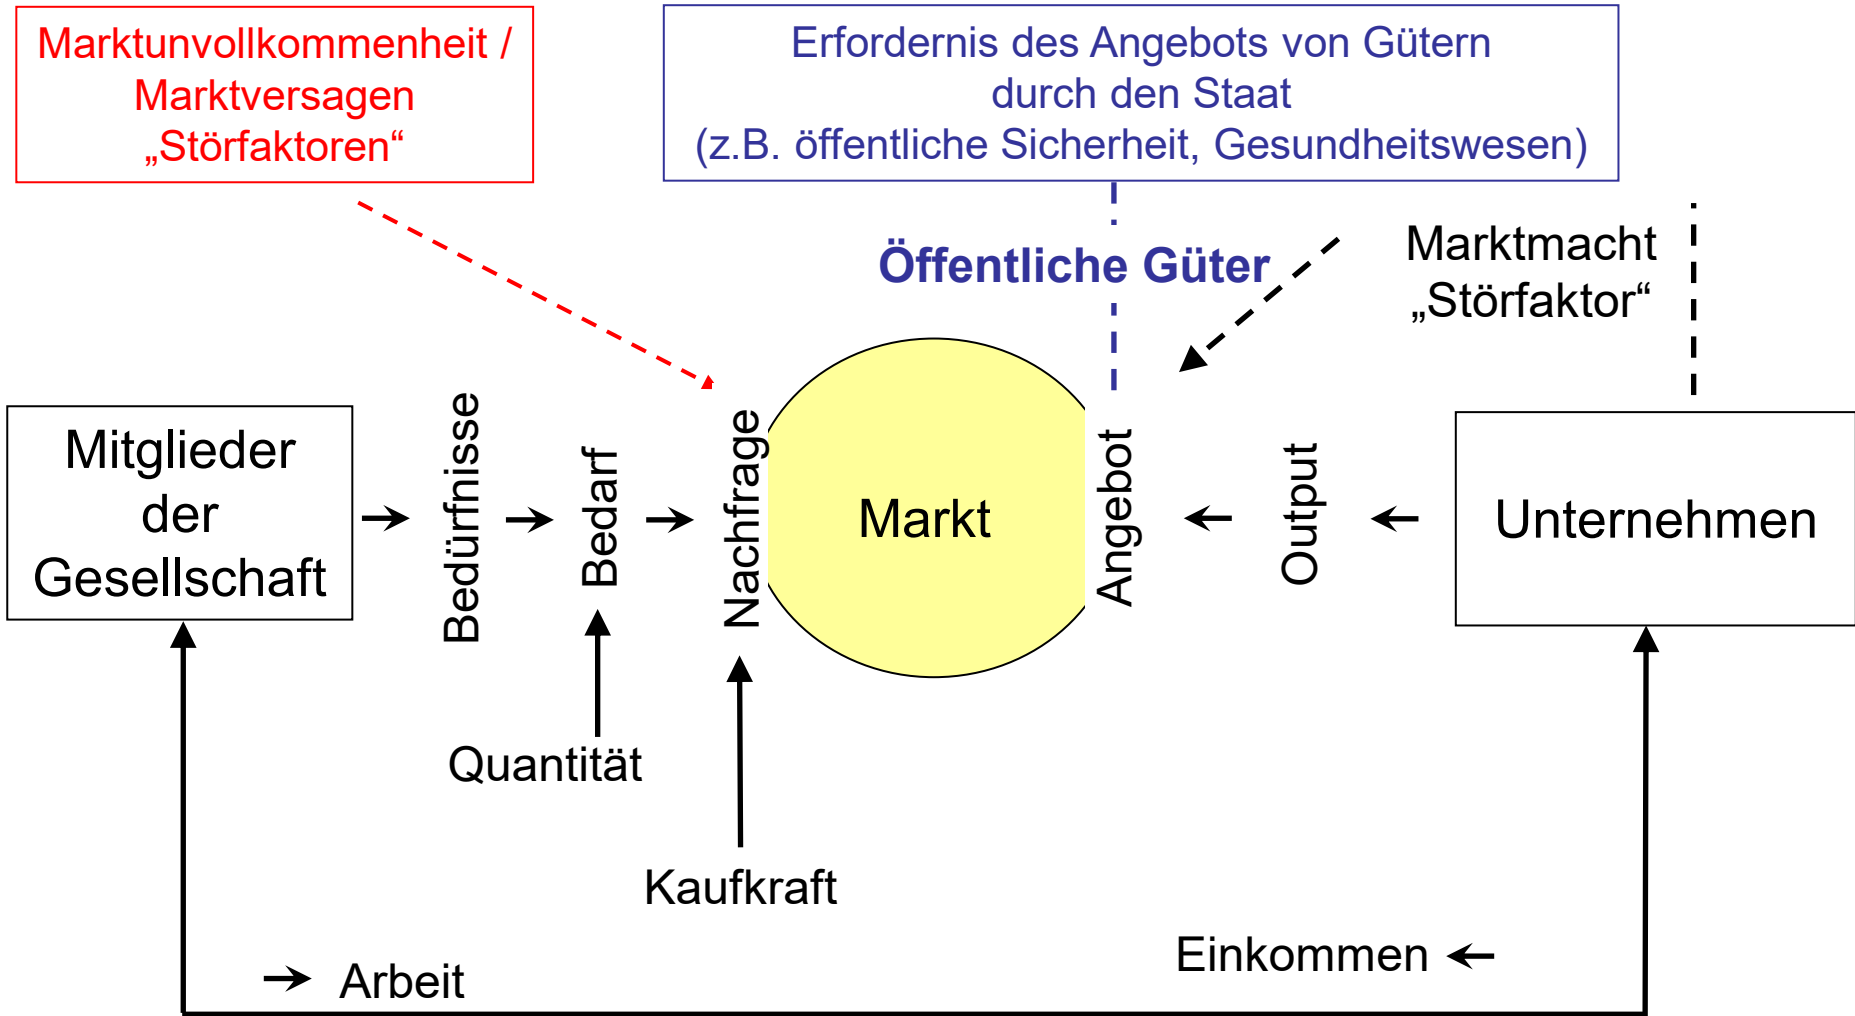 Marktunvollkommenheit /
Marktversagen
„Störfaktoren“
Erfordernis des Angebots von Gütern
durch den Staat
(z.B. öffentliche Sicherheit, Gesundheitswesen)
Öffentliche Güter
Marktmacht
„Störfaktor“
Mitglieder
der
Gesellschaft
Bedürfnisse
Bedarf
Nachfrage
Markt
Angebot
Output
Unternehmen
Quantität
Kaufkraft
Arbeit
Einkommen